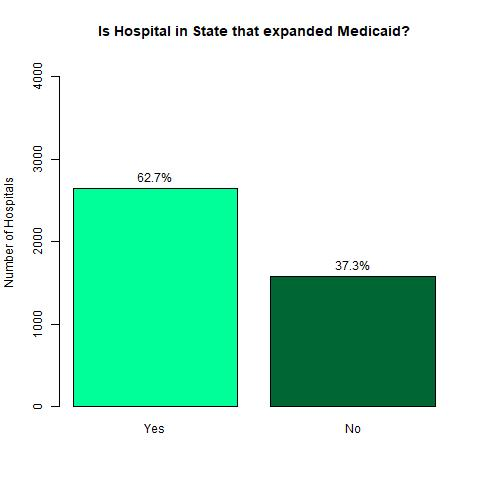 Is Hospital in State that expanded Medicaid?
4000
3000
2000
1000
0
Number of Hospitals
62.7%
37.3%
Yes
No